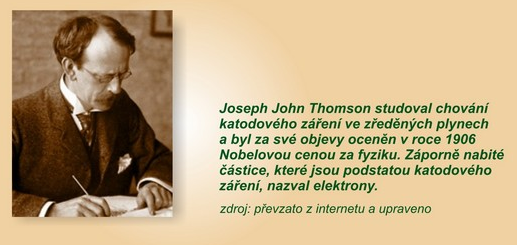 Joseph John Thomson studoval chování
katodového záření ve zředěných plynech
a byl za své objevy oceněn v roce 1906
Nobelovou cenou za fyziku. Záporně nabité
částice, které jsou podstatou katodového
záření, nazval elektrony.
zdroj: převzato z internetu a upraveno